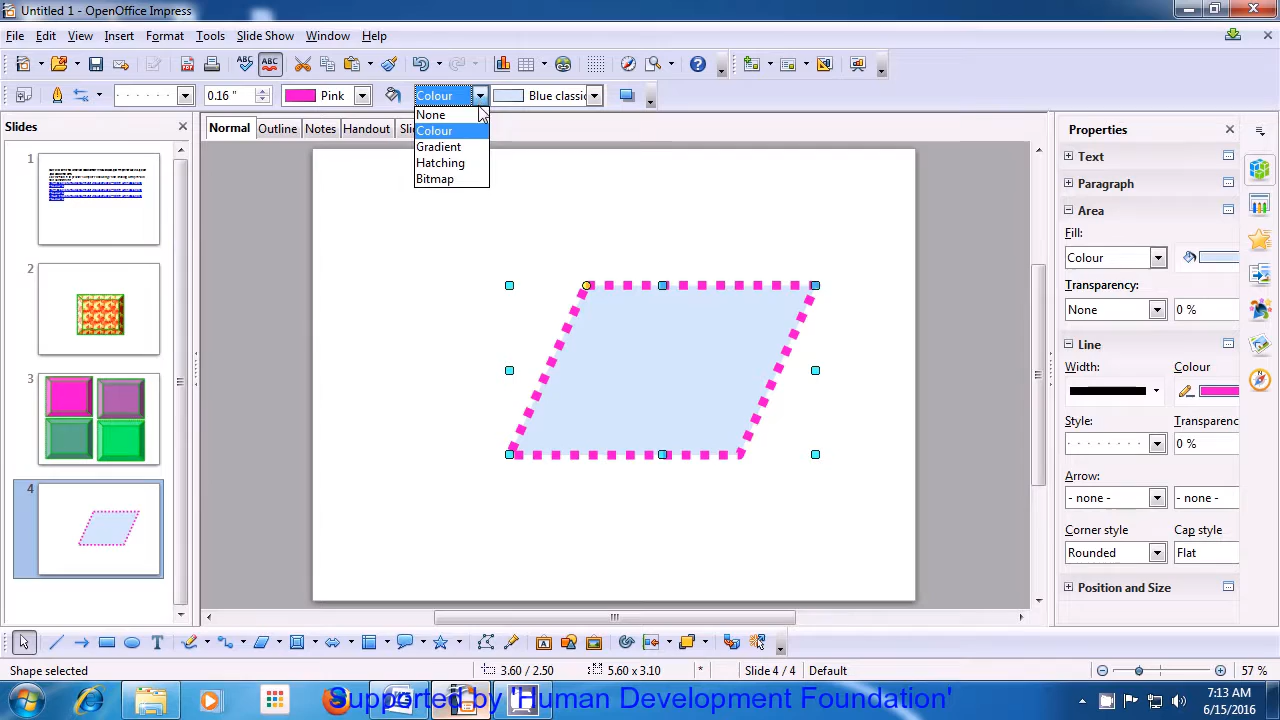 Untitled 1 - OpenOffice Impress
File Edit View Insert Format Tools Slide Show Window Help
0.16 " Pink Colour Blue classic
None
Colour
Gradient
Hatching
Bitmap
Slides
Normal Outline Notes Handout
Properties
1
2
3
4
Text
Paragraph
Area
Fill:
Colour
Transparency:
None 0 %
Line
Width: Colour
Style: Transparency
0 %
Arrow:
- none - - none -
Corner style Cap style
Rounded Flat
Position and Size
Shape selected 3.60 / 2.50 5.60 x 3.10 * Slide 4 / 4 Default 57 %
Supported by 'Human Development Foundation'
7:13 AM
6/15/2016